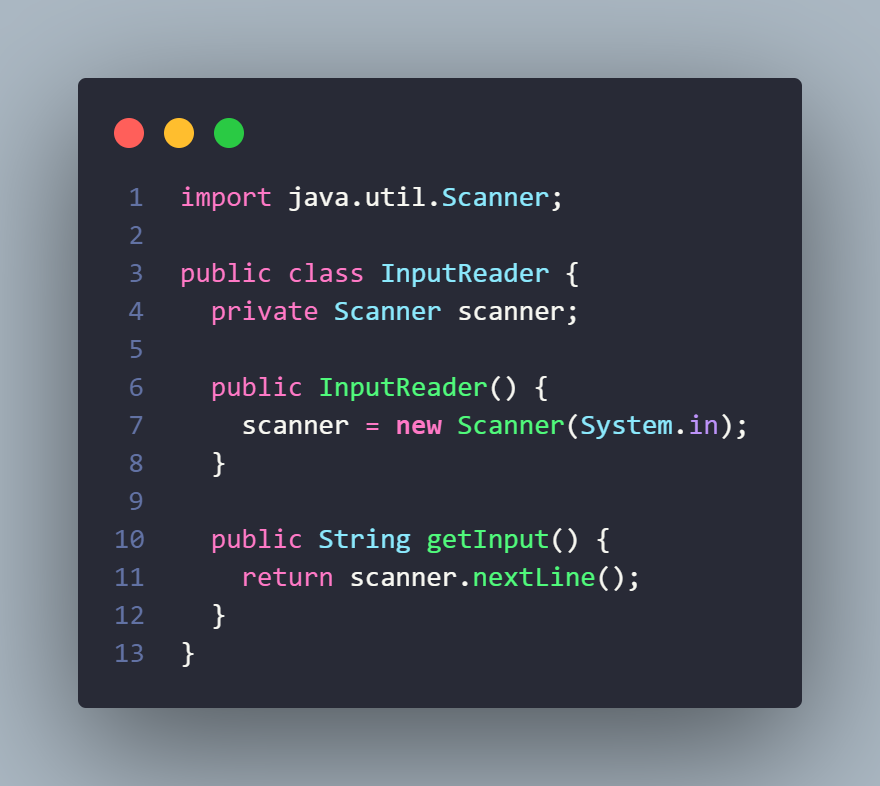 1 import java.util.Scanner;
2
3 public class InputReader {
4   private Scanner scanner;
5
6   public InputReader() {
7     scanner = new Scanner(System.in);
8   }
9
10   public String getInput() {
11     return scanner.nextLine();
12   }
13 }